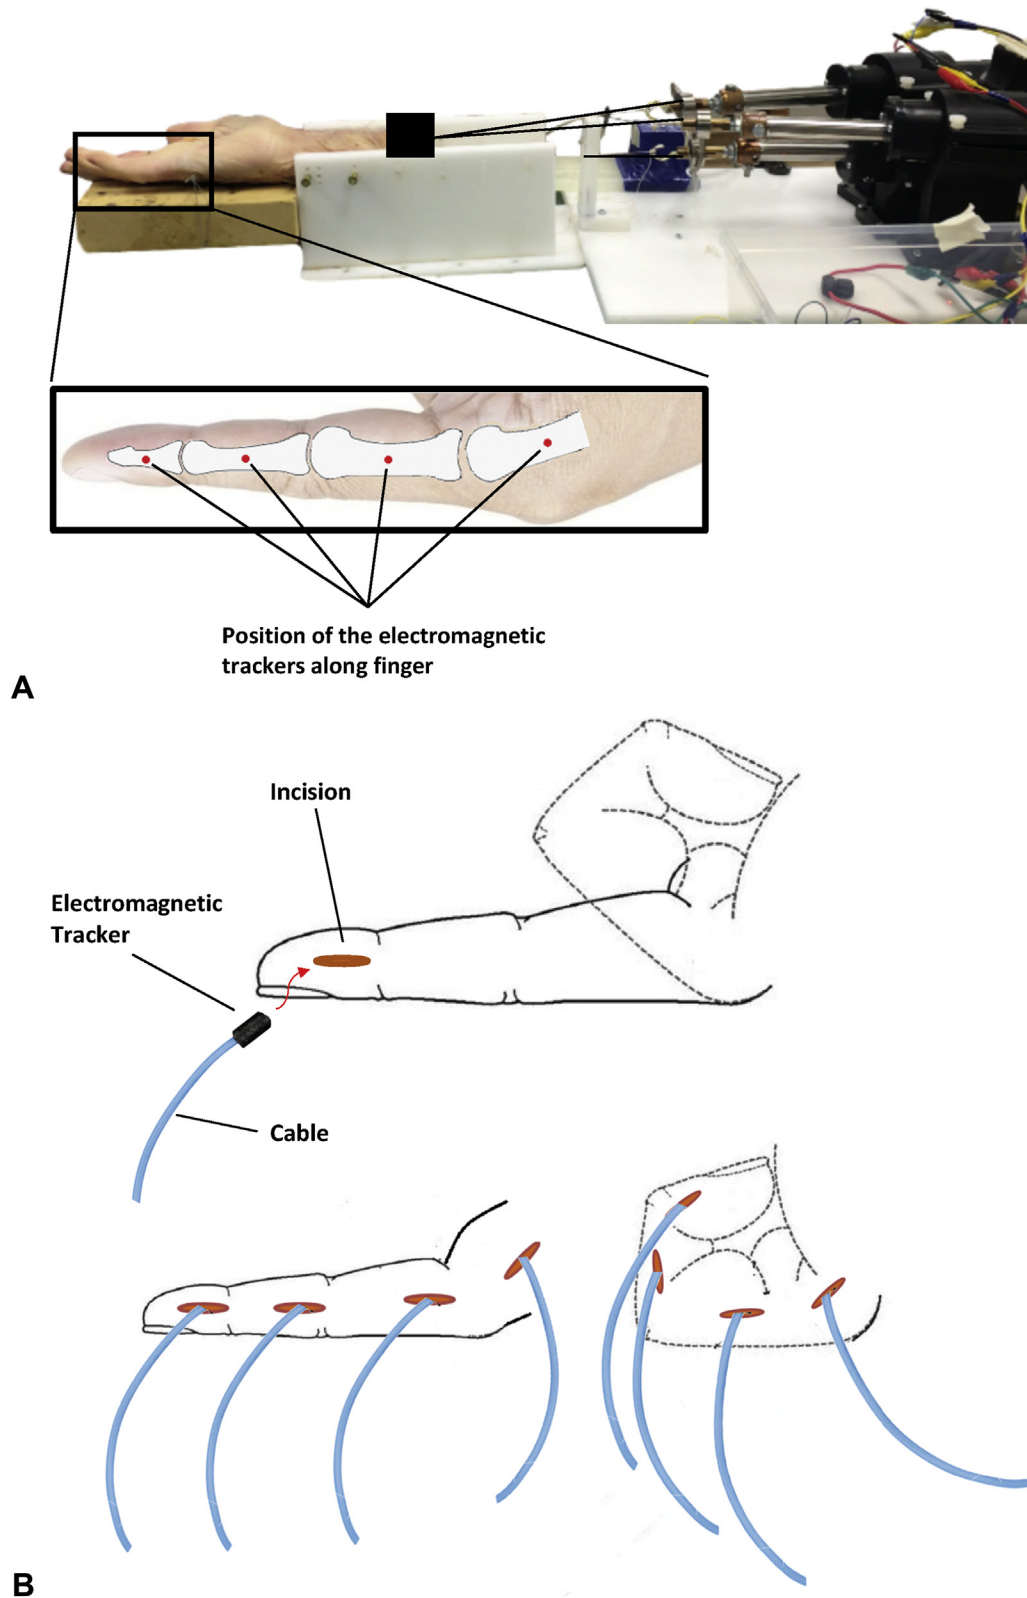 Position of the electromagnetic
trackers along finger
A
Incision
Electromagnetic
Tracker
Cable
B